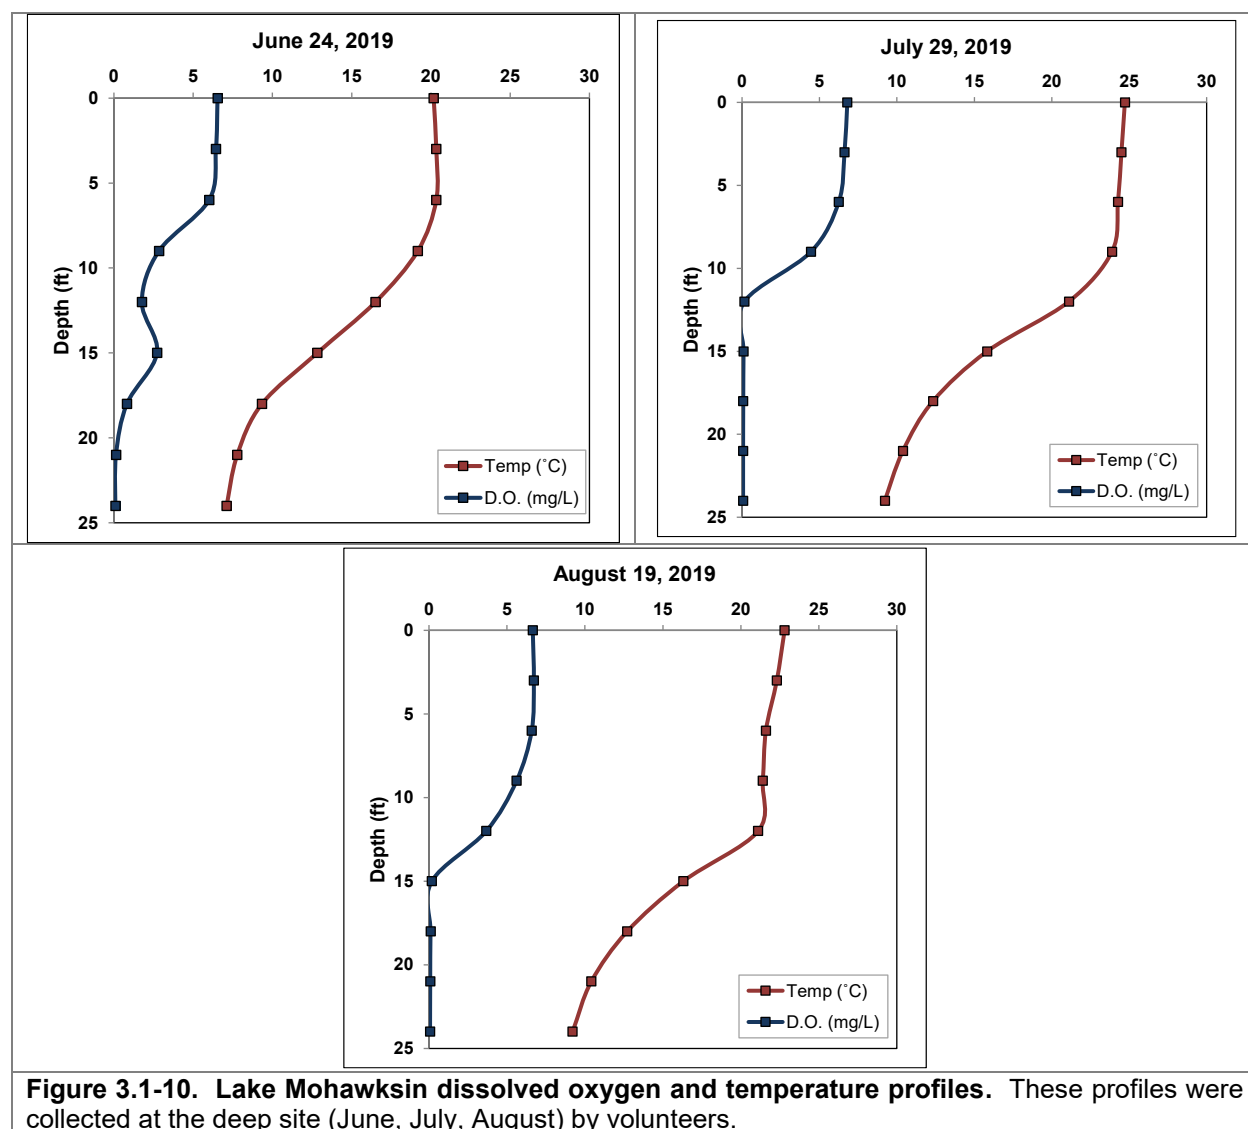 June 24, 2019
0 5 10 15 20 25 30
0
5
10
15
20
25
Depth (ft)
Temp (˚C)
D.O. (mg/L)
July 29, 2019
0 5 10 15 20 25 30
0
5
10
15
20
25
Depth (ft)
Temp (˚C)
D.O. (mg/L)
August 19, 2019
0 5 10 15 20 25 30
0
5
10
15
20
25
Depth (ft)
Temp (˚C)
D.O. (mg/L)
Figure 3.1-10. Lake Mohawksin dissolved oxygen and temperature profiles. These profiles were
collected at the deep site (June, July, August) by volunteers.